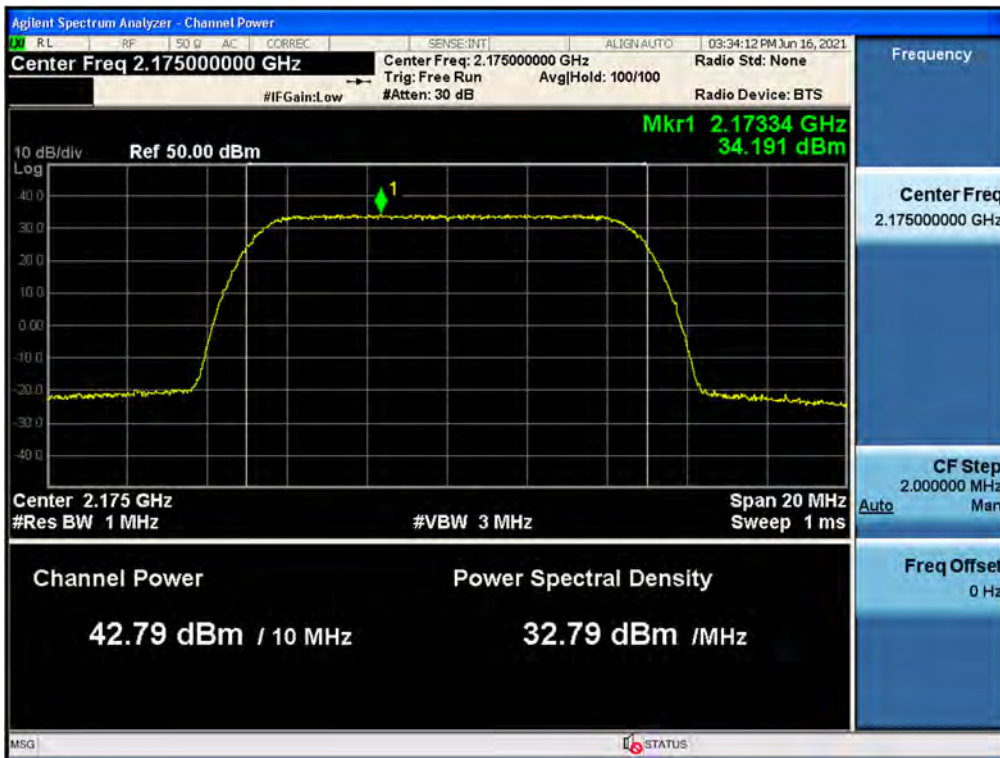 Agilent Spectrum Analyzer - Channel Power
LXI RL RF 50 Ω AC CORREC SENSE:INT ALIGN AUTO 03:34:12 PM Jun 16, 2021
Center Freq 2.175000000 GHz
Center Freq: 2.175000000 GHz
Radio Std: None
Trig: Free Run Avg|Hold: 100/100
#IFGain:Low #Atten: 30 dB Radio Device: BTS
Mkr1 2.17334 GHz
34.191 dBm
10 dB/div Ref 50.00 dBm
Log
1
40.0
30.0
20.0
10.0
0.00
-10.0
-20.0
-30.0
-40.0
Center 2.175 GHz Span 20 MHz
#Res BW 1 MHz #VBW 3 MHz Sweep 1 ms
Channel Power Power Spectral Density
42.79 dBm / 10 MHz 32.79 dBm /MHz
MSG STATUS
Frequency
Center Freq
2.175000000 GHz
CF Step
2.000000 MHz
Auto Man
Freq Offset
0 Hz